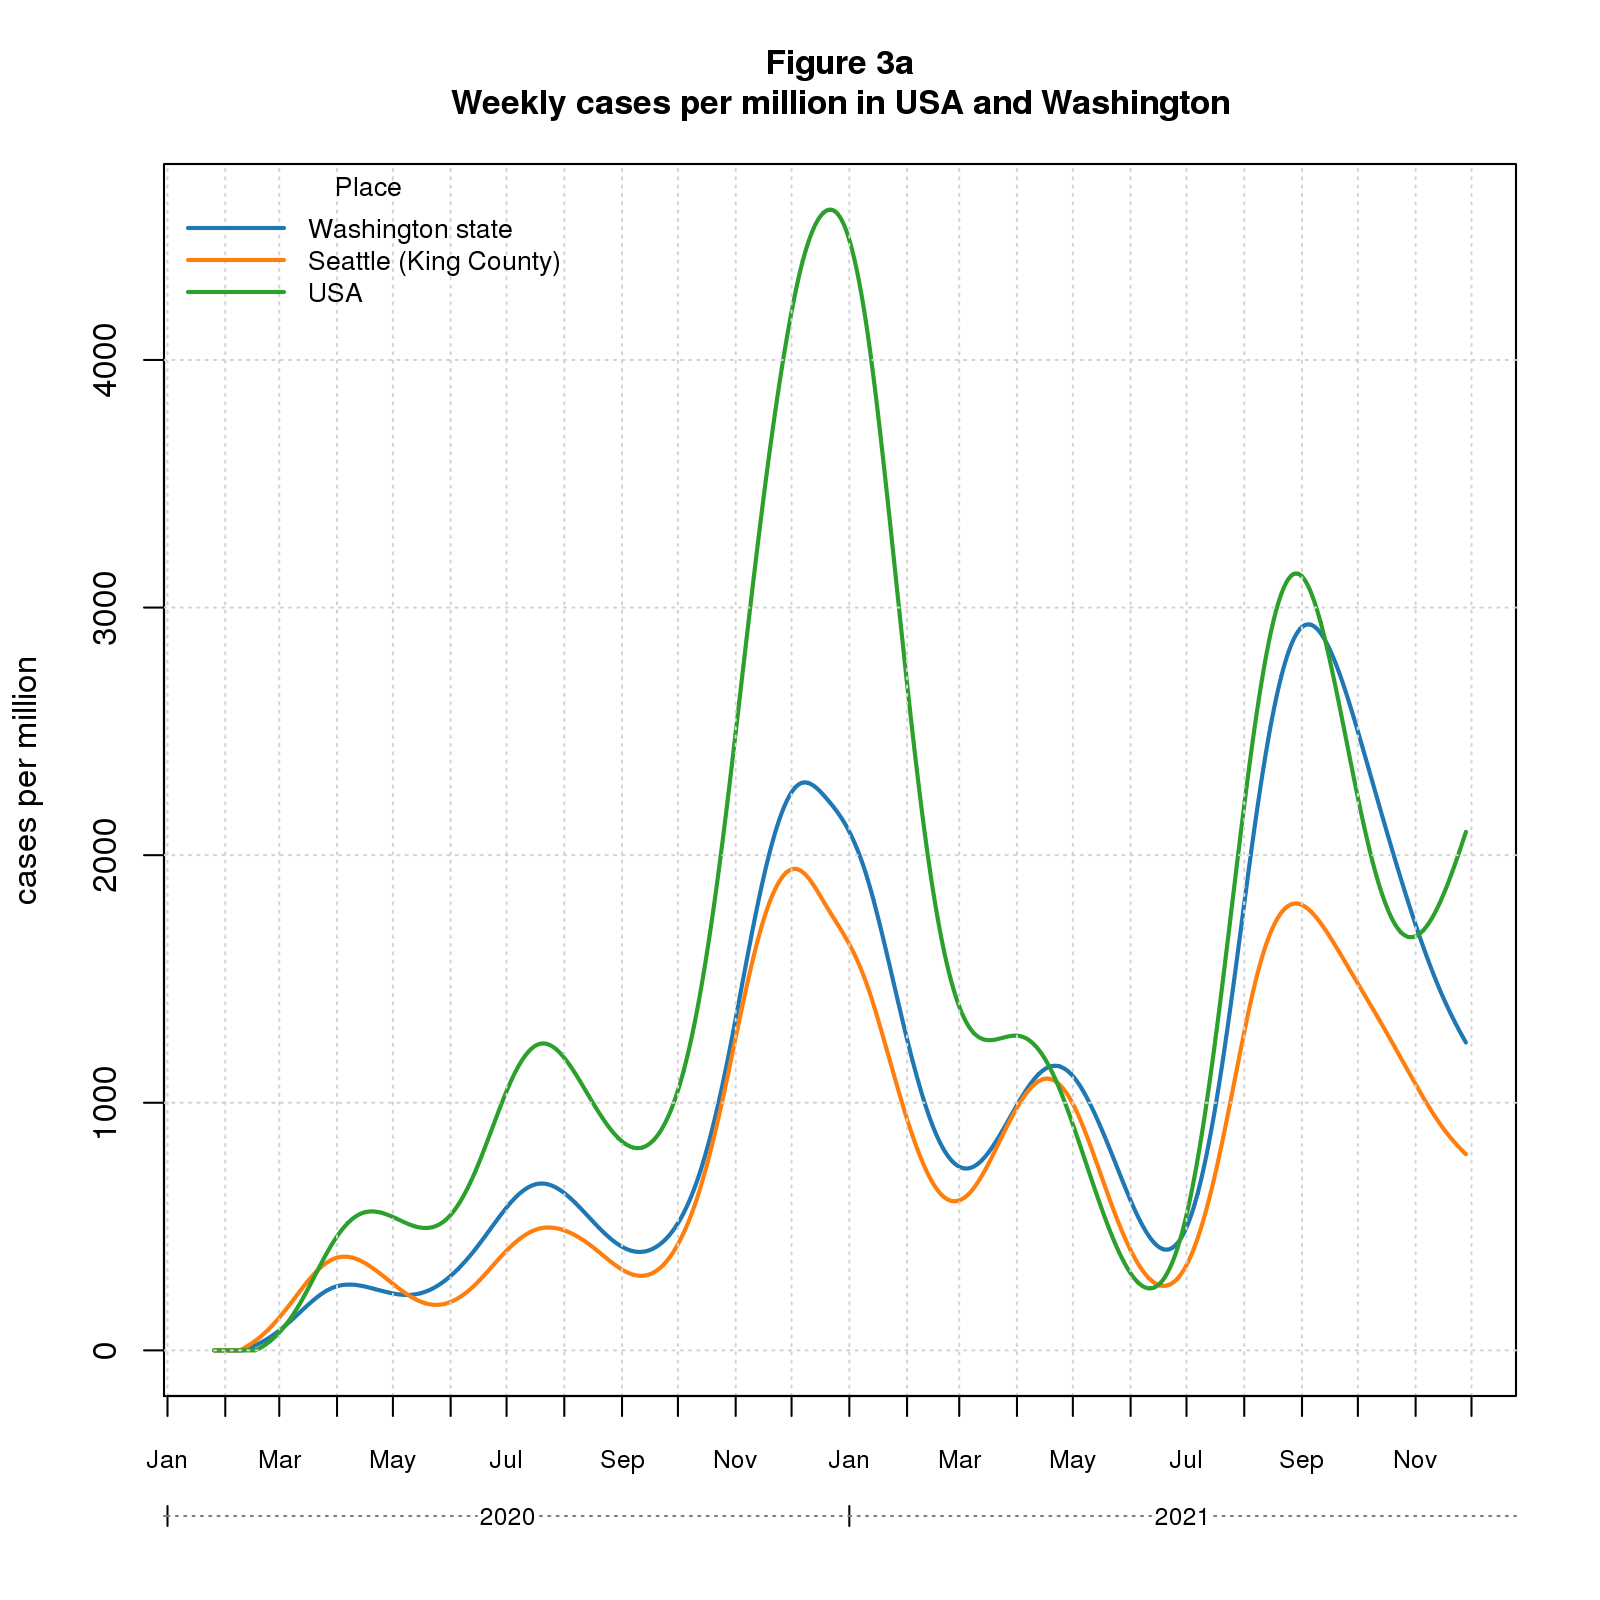 Figure 3a
Weekly cases per million in USA and Washington
Place
Washington state
Seattle (King County)
USA
cases per million
4000
3000
2000
1000
0
Jan Mar May Jul Sep Nov Jan Mar May Jul Sep Nov
2020 2021